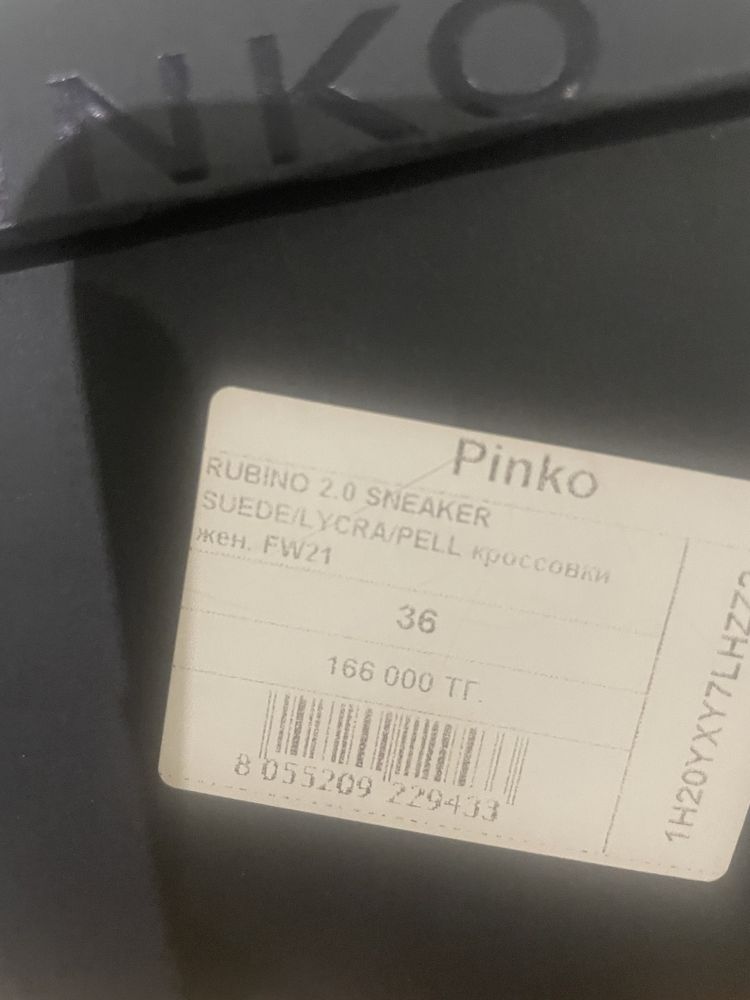 NKO
Pinko
RUBINO 2.0 SNEAKER
SUEDE/LYCRA/PELL кроссовки
жен. FW21
36
166 000 ТГ.
8 055209 229433
1H20YXY7LHZZ